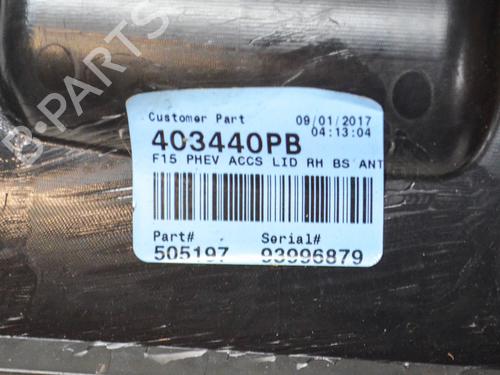 B-PARTS
Customer Part 09/01/2017
04:13:04
403440PB
F15 PHEV ACCS LID RH BS ANT
Part# Serial#
505197 93996879